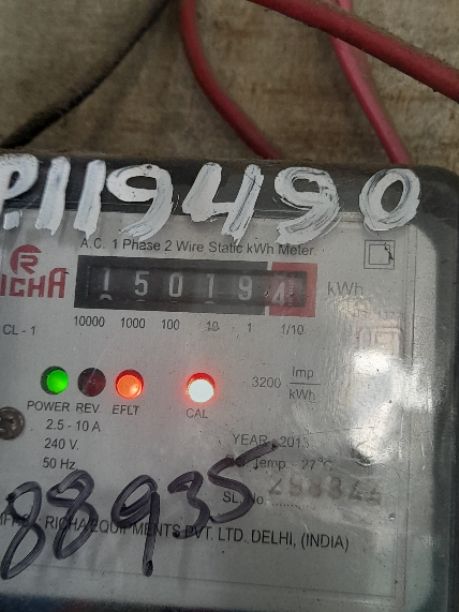 P.119490
A.C. 1 Phase 2 Wire Static kWh Meter
R
RICHA
150194 kWh
CL - 1 10000 1000 100 10 1 1/10
3200 Imp/kWh
POWER REV. EFLT CAL
2.5 - 10 A
240 V.
50 Hz
YEAR - 2013
Temp. - 27°C
SL. No.
88935
RICHA EQUIPMENTS PVT. LTD. DELHI, (INDIA)